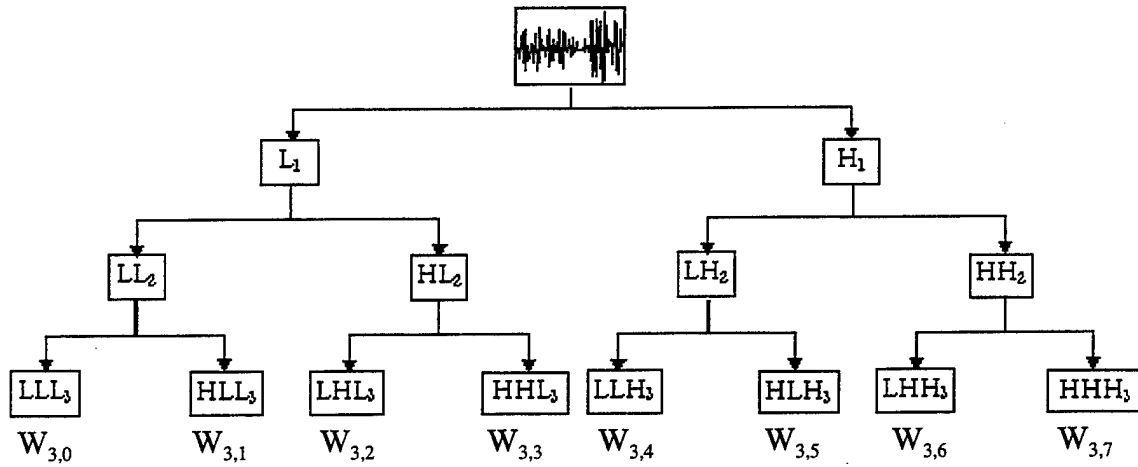 L₁ H₁
LL₂ HL₂ LH₂ HH₂
LLL₃ HLL₃ LHL₃ HHL₃ LLH₃ HLH₃ LHH₃ HHH₃
W₃,₀ W₃,₁ W₃,₂ W₃,₃ W₃,₄ W₃,₅ W₃,₆ W₃,₇